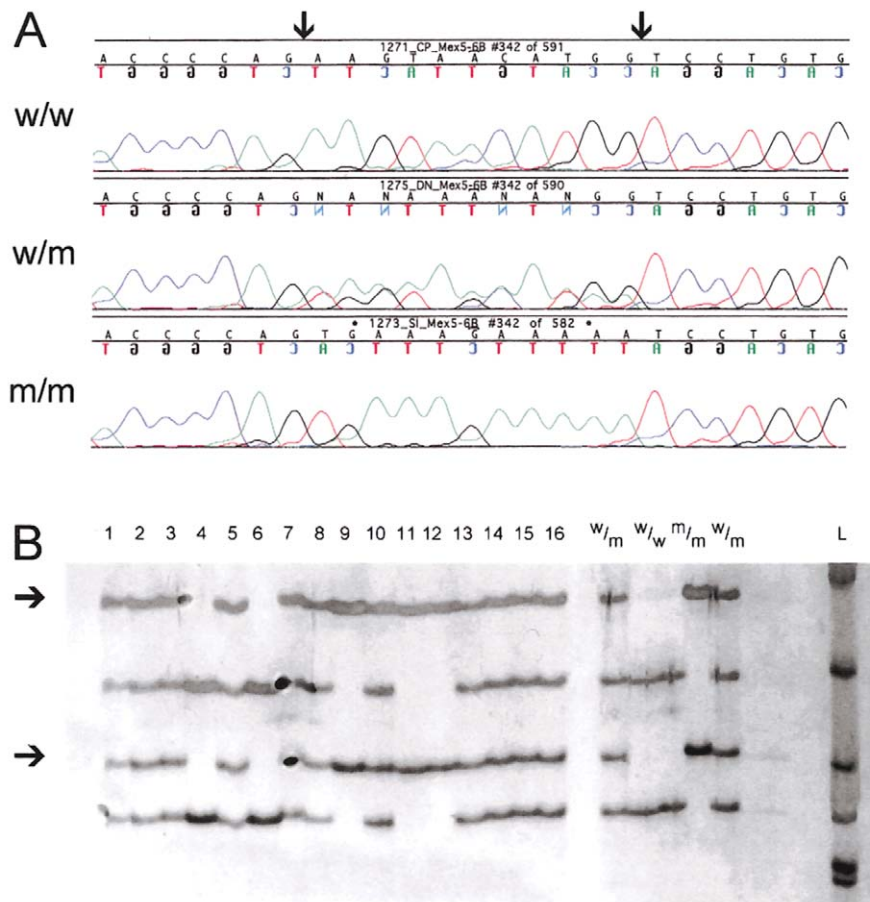 A
1271_CP_Mex5-6B #342 of 591
A C C C C A G A A G T A A C A T G G T C C T G T G
T G G G G T C T T C A T T G T A C C A G G A C A C
w/w
1275_DN_Mex5-6B #342 of 590
A C C C C A G N A N A A A N A N G G T C C T G T G
T G G G G T C N T N T T T N T N C C A G G A C A C
w/m
1273_SI_Mex5-6B #342 of 582
A C C C C A G T G A A A G A A A A A T C C T G T G
T G G G G T C A C T T T C T T T T T A G G A C A C
m/m
B
1 2 3 4 5 6 7 8 9 10 11 12 13 14 15 16 w/m w/w m/m w/m L